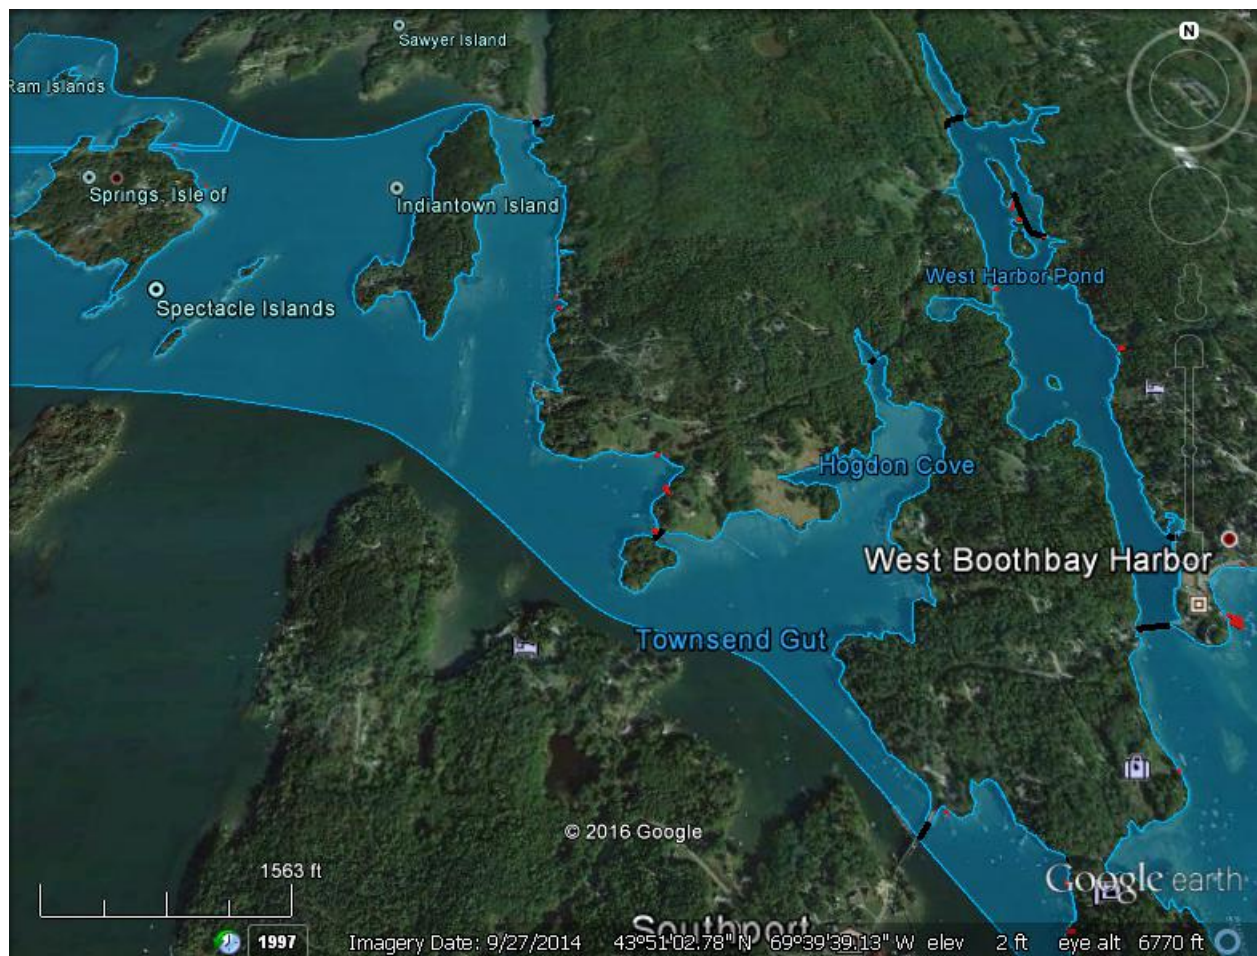 Sawyer Island
N
Ram Islands
Springs, Isle of
Indiantown Island
West Harbor Pond
Spectacle Islands
Hogdon Cove
West Boothbay Harbor
Townsend Gut
© 2016 Google
1563 ft
Google earth
Southport
1997
Imagery Date: 9/27/2014 43°51'02.78" N 69°39'39.13" W elev 2 ft eye alt 6770 ft